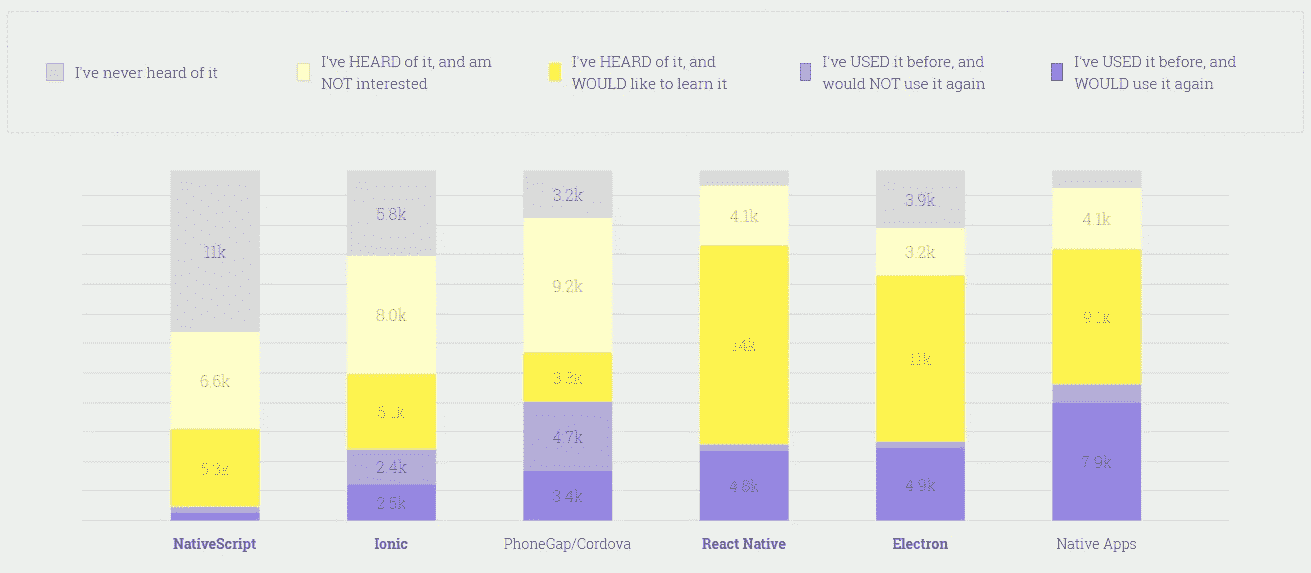 I've never heard of it
I've HEARD of it, and am
NOT interested
I've HEARD of it, and
WOULD like to learn it
I've USED it before, and
would NOT use it again
I've USED it before, and
WOULD use it again
11k
6.6k
5.8k
8.0k
2.4k
2.5k
3.2k
9.2k
4.7k
3.4k
4.1k
4.8k
3.9k
3.2k
11k
4.9k
4.1k
9.1k
7.9k
NativeScript
Ionic
PhoneGap/Cordova
React Native
Electron
Native Apps